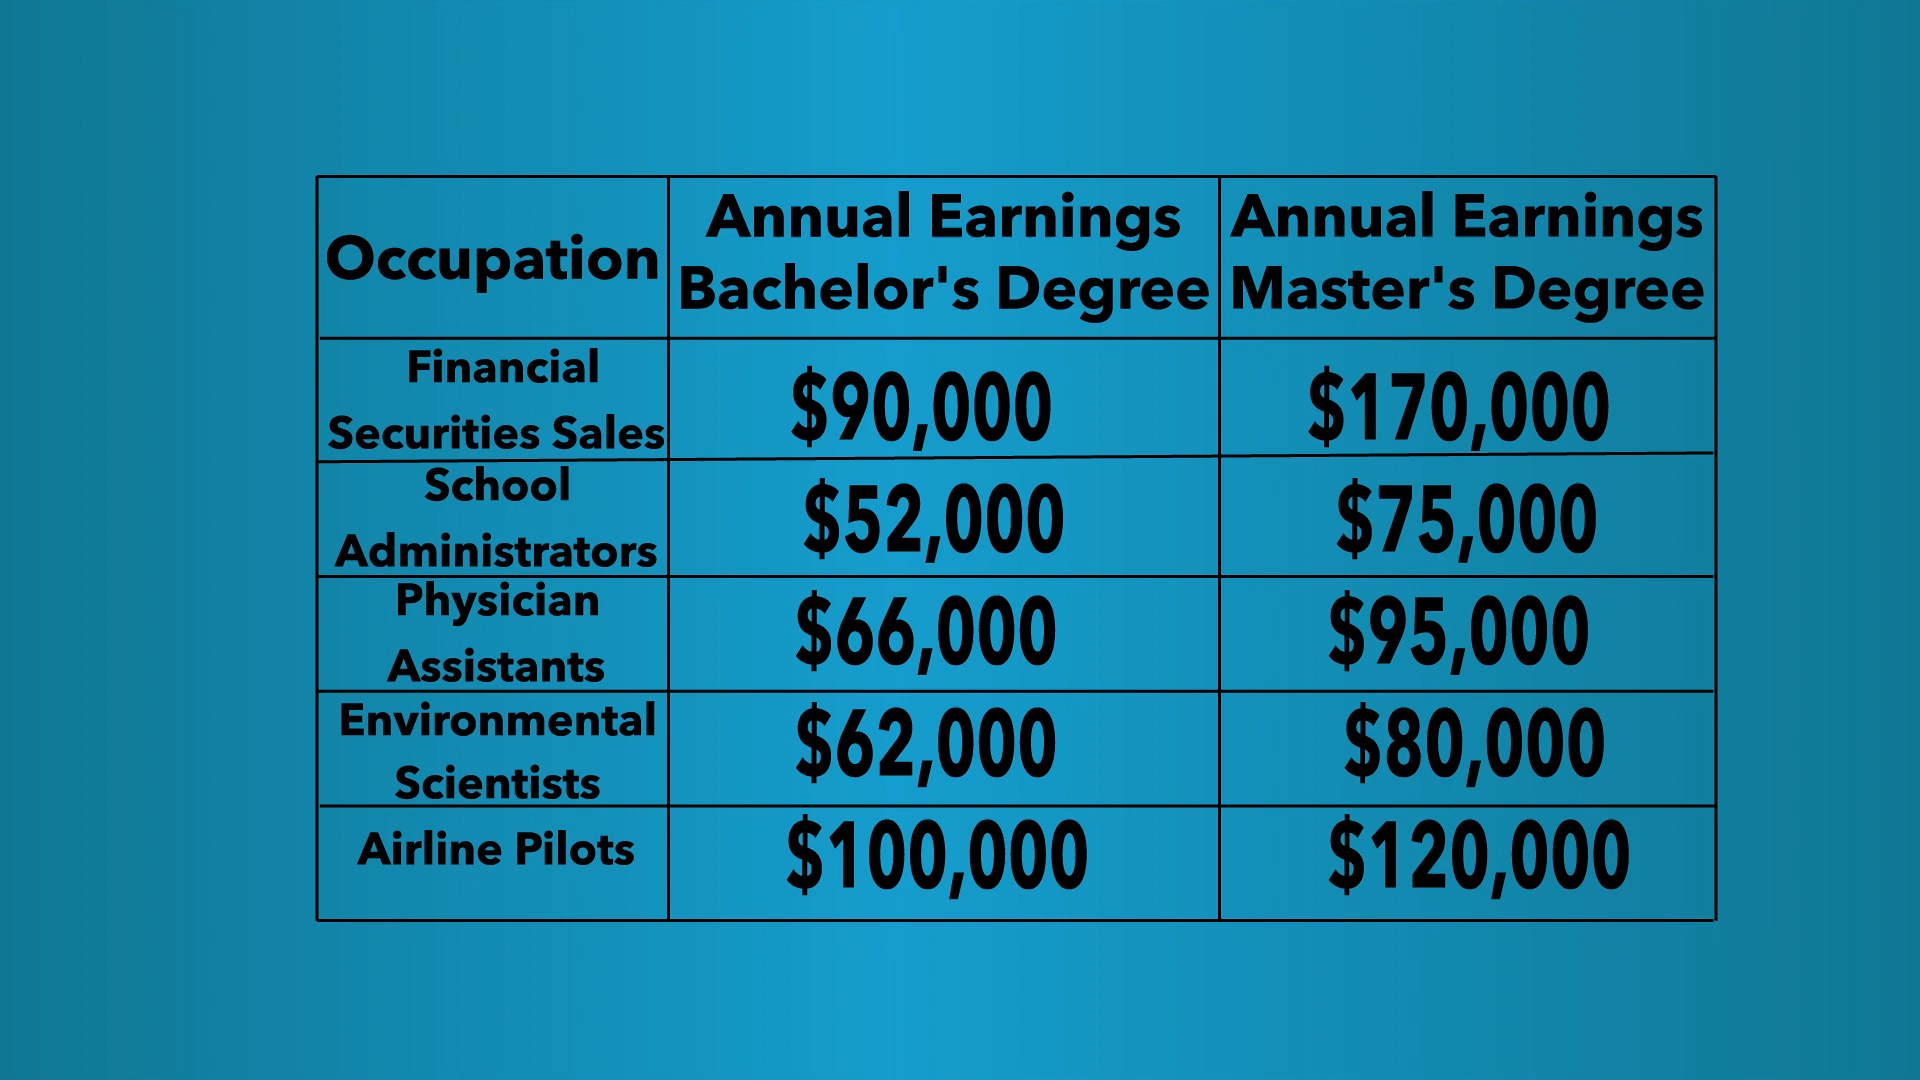 Occupation
Annual Earnings
Bachelor's Degree
Annual Earnings
Master's Degree
Financial
Securities Sales
$90,000
$170,000
School
Administrators
$52,000
$75,000
Physician
Assistants
$66,000
$95,000
Environmental
Scientists
$62,000
$80,000
Airline Pilots
$100,000
$120,000